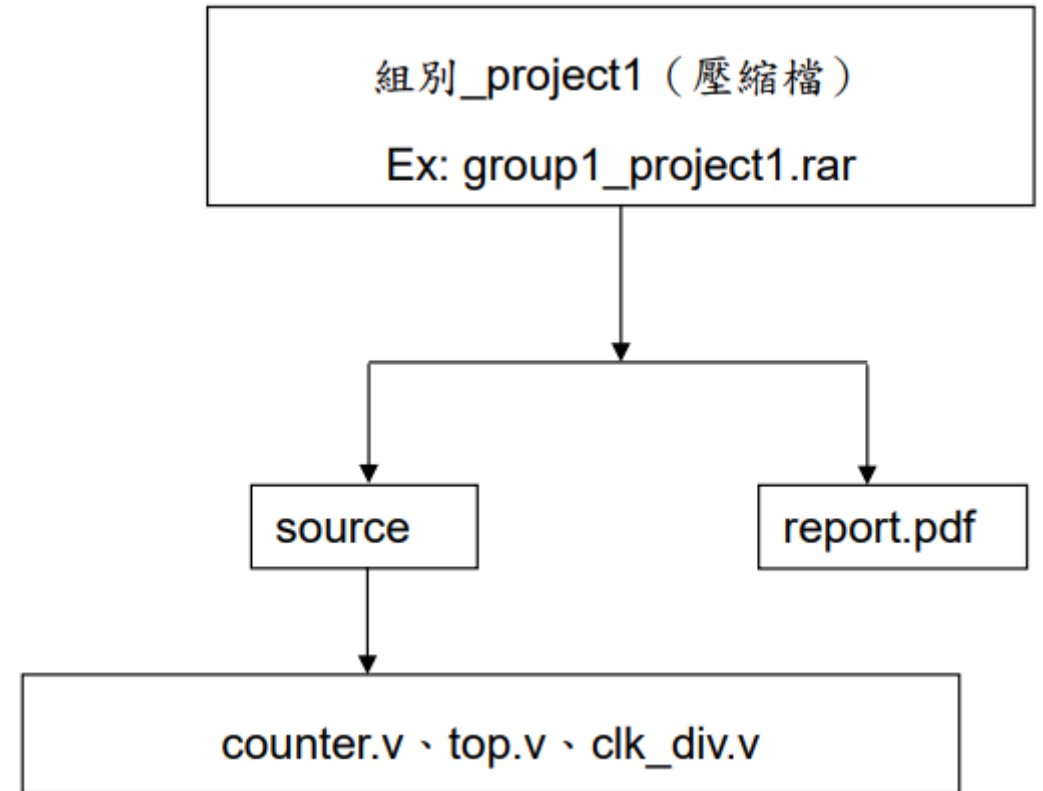 組別_project1（壓縮檔）
Ex: group1_project1.rar
source
report.pdf
counter.v、top.v、clk_div.v